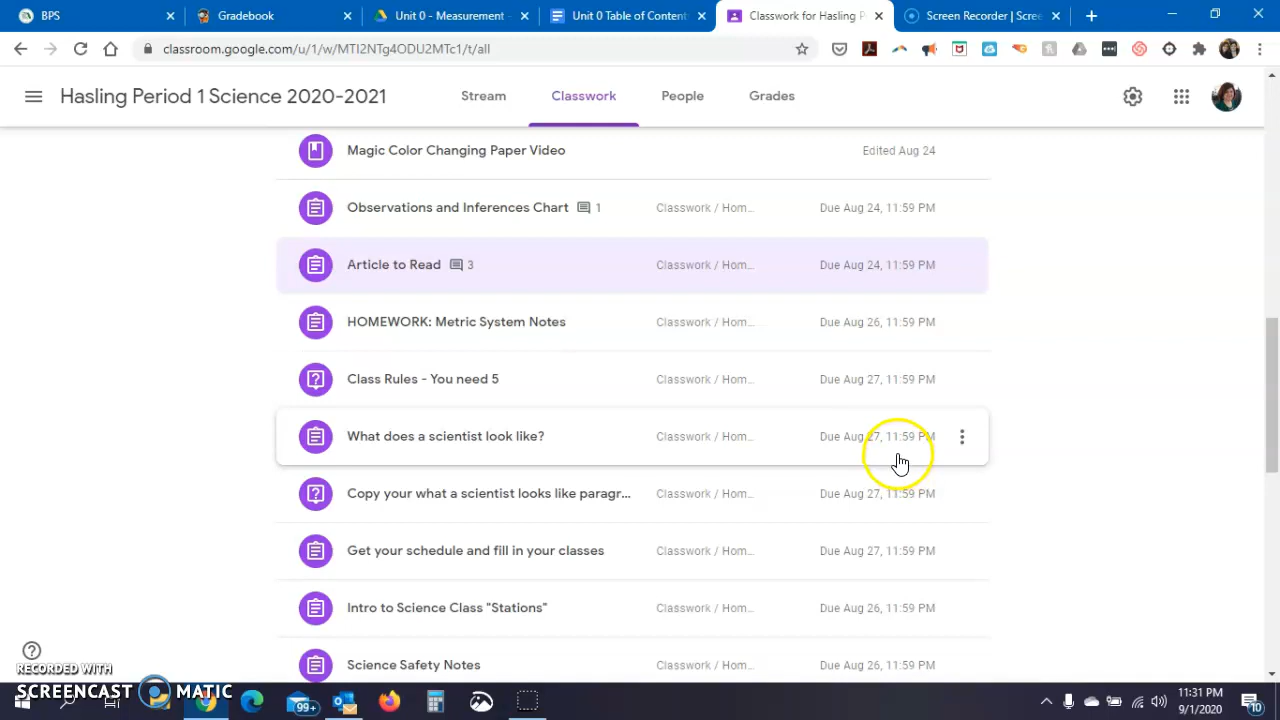 BPS
Gradebook
Unit 0 - Measurement -
Unit 0 Table of Content
Classwork for Hasling P
Screen Recorder | Scree
classroom.google.com/u/1/w/MTI2NTg4ODU2MTc1/t/all
Hasling Period 1 Science 2020-2021
Stream
Classwork
People
Grades
Magic Color Changing Paper Video
Edited Aug 24
Observations and Inferences Chart 1
Classwork / Hom...
Due Aug 24, 11:59 PM
Article to Read 3
Classwork / Hom...
Due Aug 24, 11:59 PM
HOMEWORK: Metric System Notes
Classwork / Hom...
Due Aug 26, 11:59 PM
Class Rules - You need 5
Classwork / Hom...
Due Aug 27, 11:59 PM
What does a scientist look like?
Classwork / Hom...
Due Aug 27, 11:59 PM
Copy your what a scientist looks like paragr...
Classwork / Hom...
Due Aug 27, 11:59 PM
Get your schedule and fill in your classes
Classwork / Hom...
Due Aug 27, 11:59 PM
Intro to Science Class "Stations"
Classwork / Hom...
Due Aug 26, 11:59 PM
Science Safety Notes
Classwork / Hom...
Due Aug 26, 11:59 PM
RECORDED WITH
SCREENCAST MATIC
99+
11:31 PM
9/1/2020
10